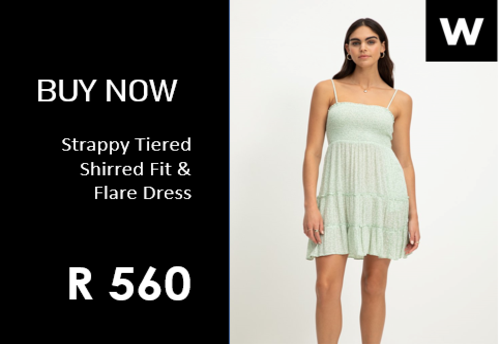 W
BUY NOW
Strappy Tiered
Shirred Fit &
Flare Dress
R 560